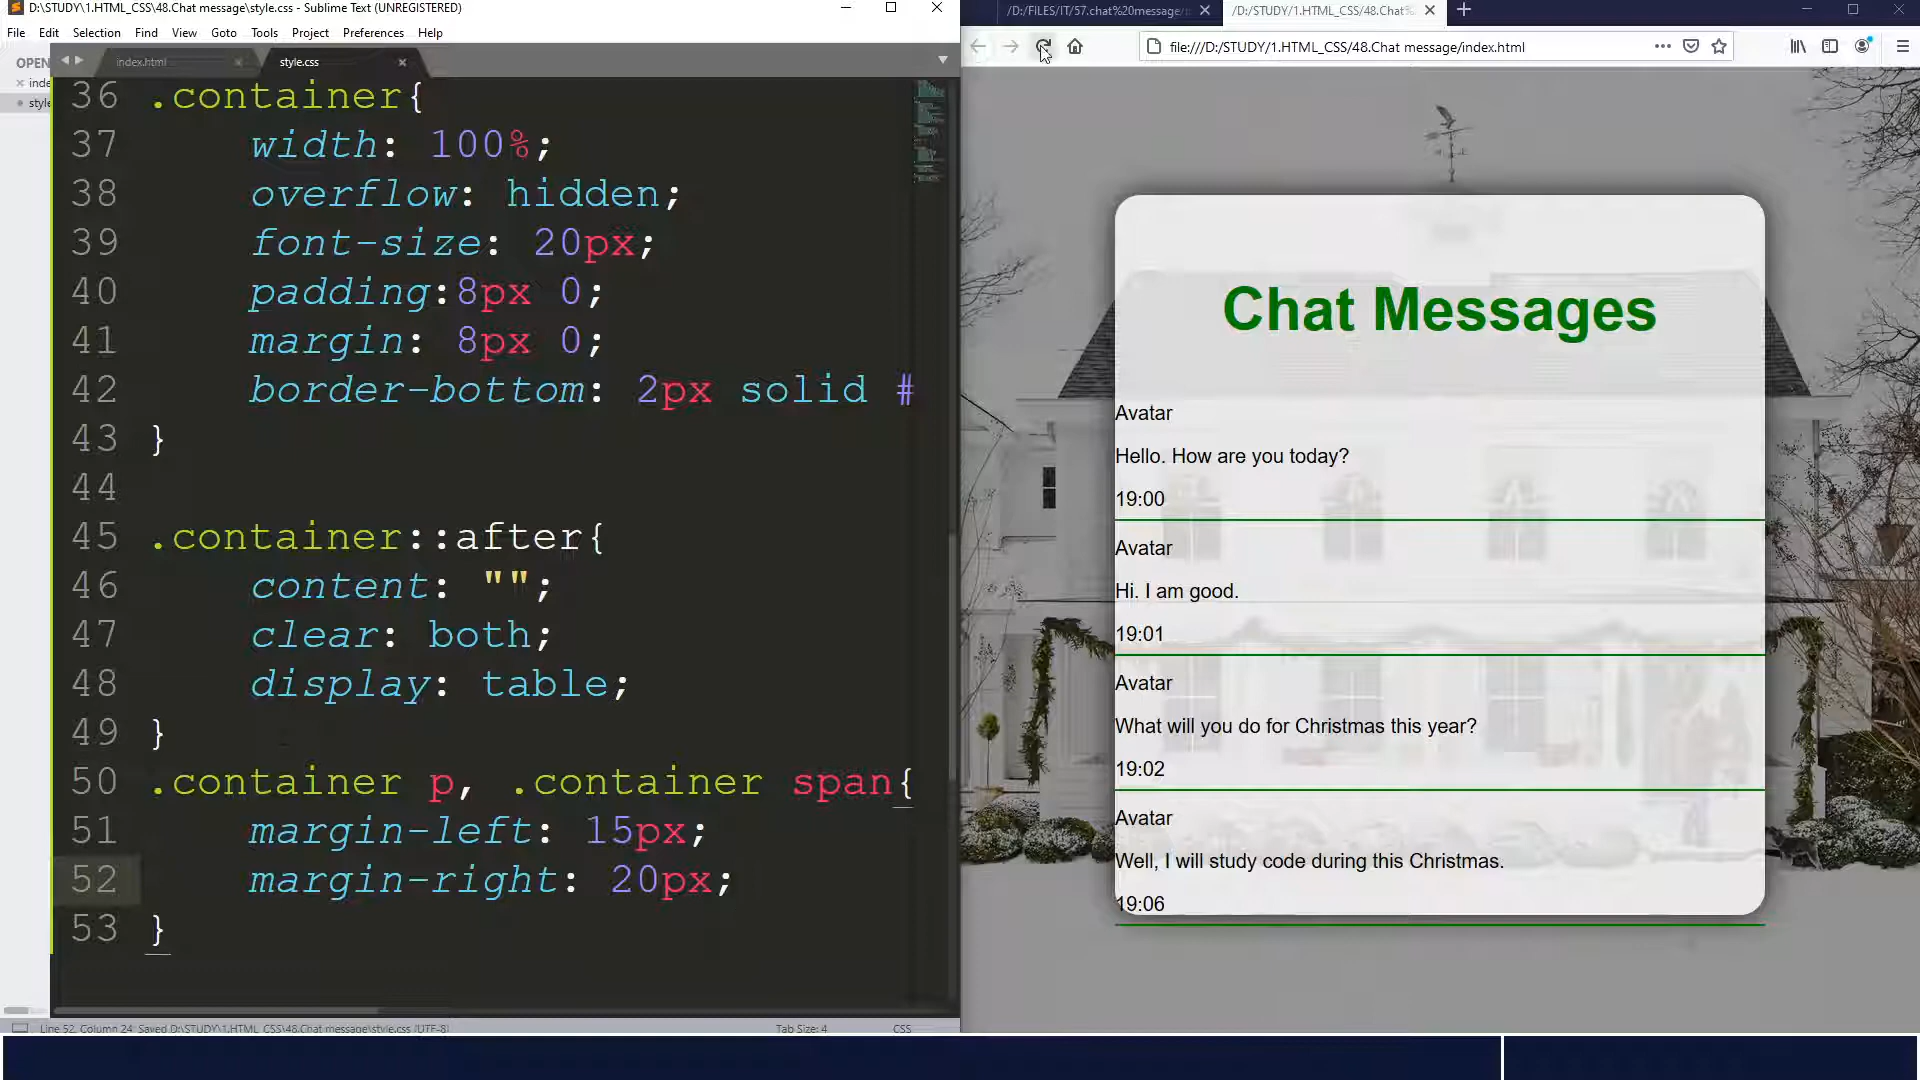 D:\STUDY\1.HTML_CSS\48.Chat message\style.css - Sublime Text (UNREGISTERED)
File Edit Selection Find View Goto Tools Project Preferences Help
OPEN
inde
style
index.html
style.css
36 .container{
37 width: 100%;
38 overflow: hidden;
39 font-size: 20px;
40 padding:8px 0;
41 margin: 8px 0;
42 border-bottom: 2px solid #
43 }
44
45 .container::after{
46 content: "";
47 clear: both;
48 display: table;
49 }
50 .container p, .container span{
51 margin-left: 15px;
52 margin-right: 20px;
53 }
Line 52, Column 24; Saved D:\STUDY\1.HTML_CSS\48.Chat message\style.css (UTF-8)
Tab Size: 4
CSS
/D:/FILES/IT/57.chat%20message/
/D:/STUDY/1.HTML_CSS/48.Chat%
file:///D:/STUDY/1.HTML_CSS/48.Chat message/index.html
Chat Messages
Avatar
Hello. How are you today?
19:00
Avatar
Hi. I am good.
19:01
Avatar
What will you do for Christmas this year?
19:02
Avatar
Well, I will study code during this Christmas.
19:06